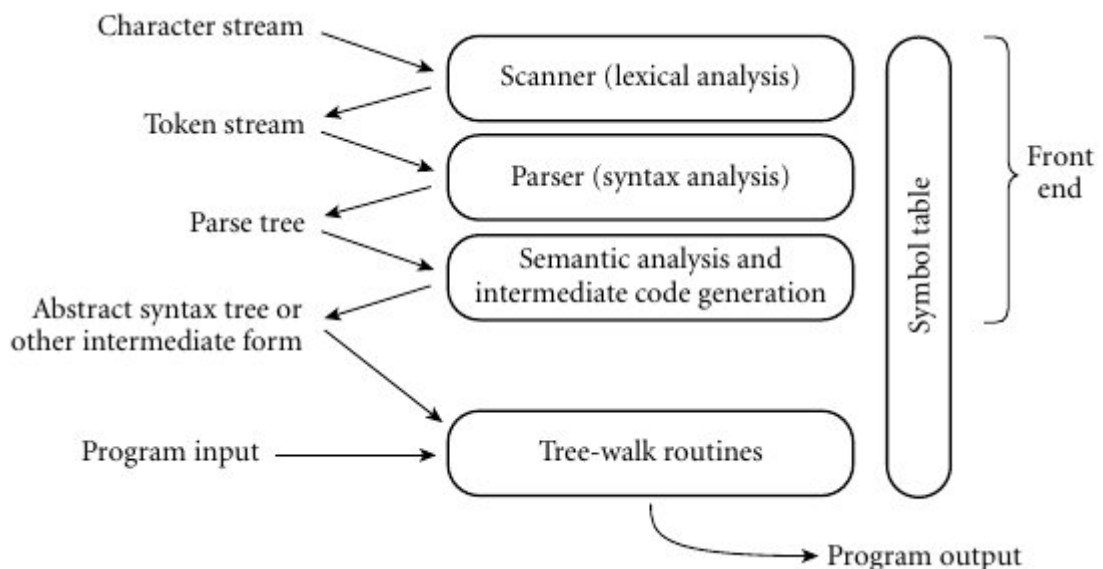 Character stream
Scanner (lexical analysis)
Token stream
Parser (syntax analysis)
Parse tree
Semantic analysis and
intermediate code generation
Abstract syntax tree or
other intermediate form
Program input
Tree-walk routines
Program output
Symbol table
Front
end